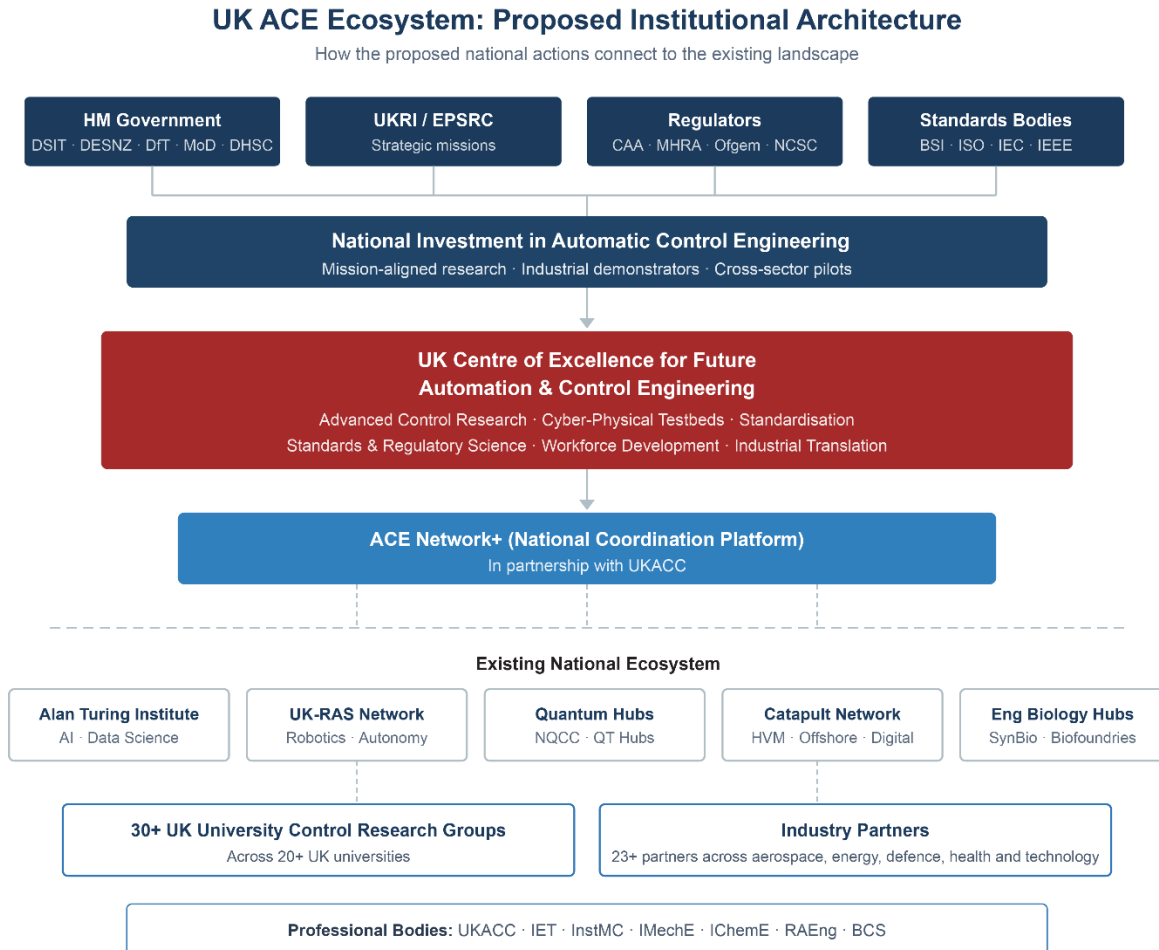 UK ACE Ecosystem: Proposed Institutional Architecture
How the proposed national actions connect to the existing landscape
HM Government
DSIT · DESNZ · DfT · MoD · DHSC
UKRI / EPSRC
Strategic missions
Regulators
CAA · MHRA · Ofgem · NCSC
Standards Bodies
BSI · ISO · IEC · IEEE
National Investment in Automatic Control Engineering
Mission-aligned research · Industrial demonstrators · Cross-sector pilots
UK Centre of Excellence for Future
Automation & Control Engineering
Advanced Control Research · Cyber-Physical Testbeds · Standardisation
Standards & Regulatory Science · Workforce Development · Industrial Translation
ACE Network+ (National Coordination Platform)
In partnership with UKACC
Existing National Ecosystem
Alan Turing Institute
AI · Data Science
UK-RAS Network
Robotics · Autonomy
Quantum Hubs
NQCC · QT Hubs
Catapult Network
HVM · Offshore · Digital
Eng Biology Hubs
SynBio · Biofoundries
30+ UK University Control Research Groups
Across 20+ UK universities
Industry Partners
23+ partners across aerospace, energy, defence, health and technology
Professional Bodies: UKACC · IET · InstMC · IMechE · IChemE · RAEng · BCS